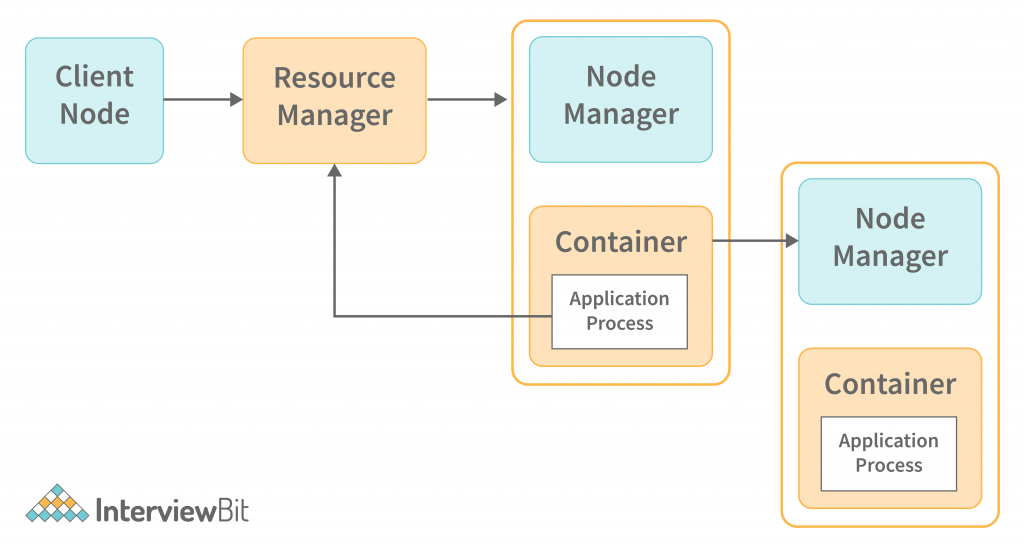 Client
Node
Resource
Manager
Node
Manager
Container
Application
Process
Node
Manager
Container
Application
Process
InterviewBit